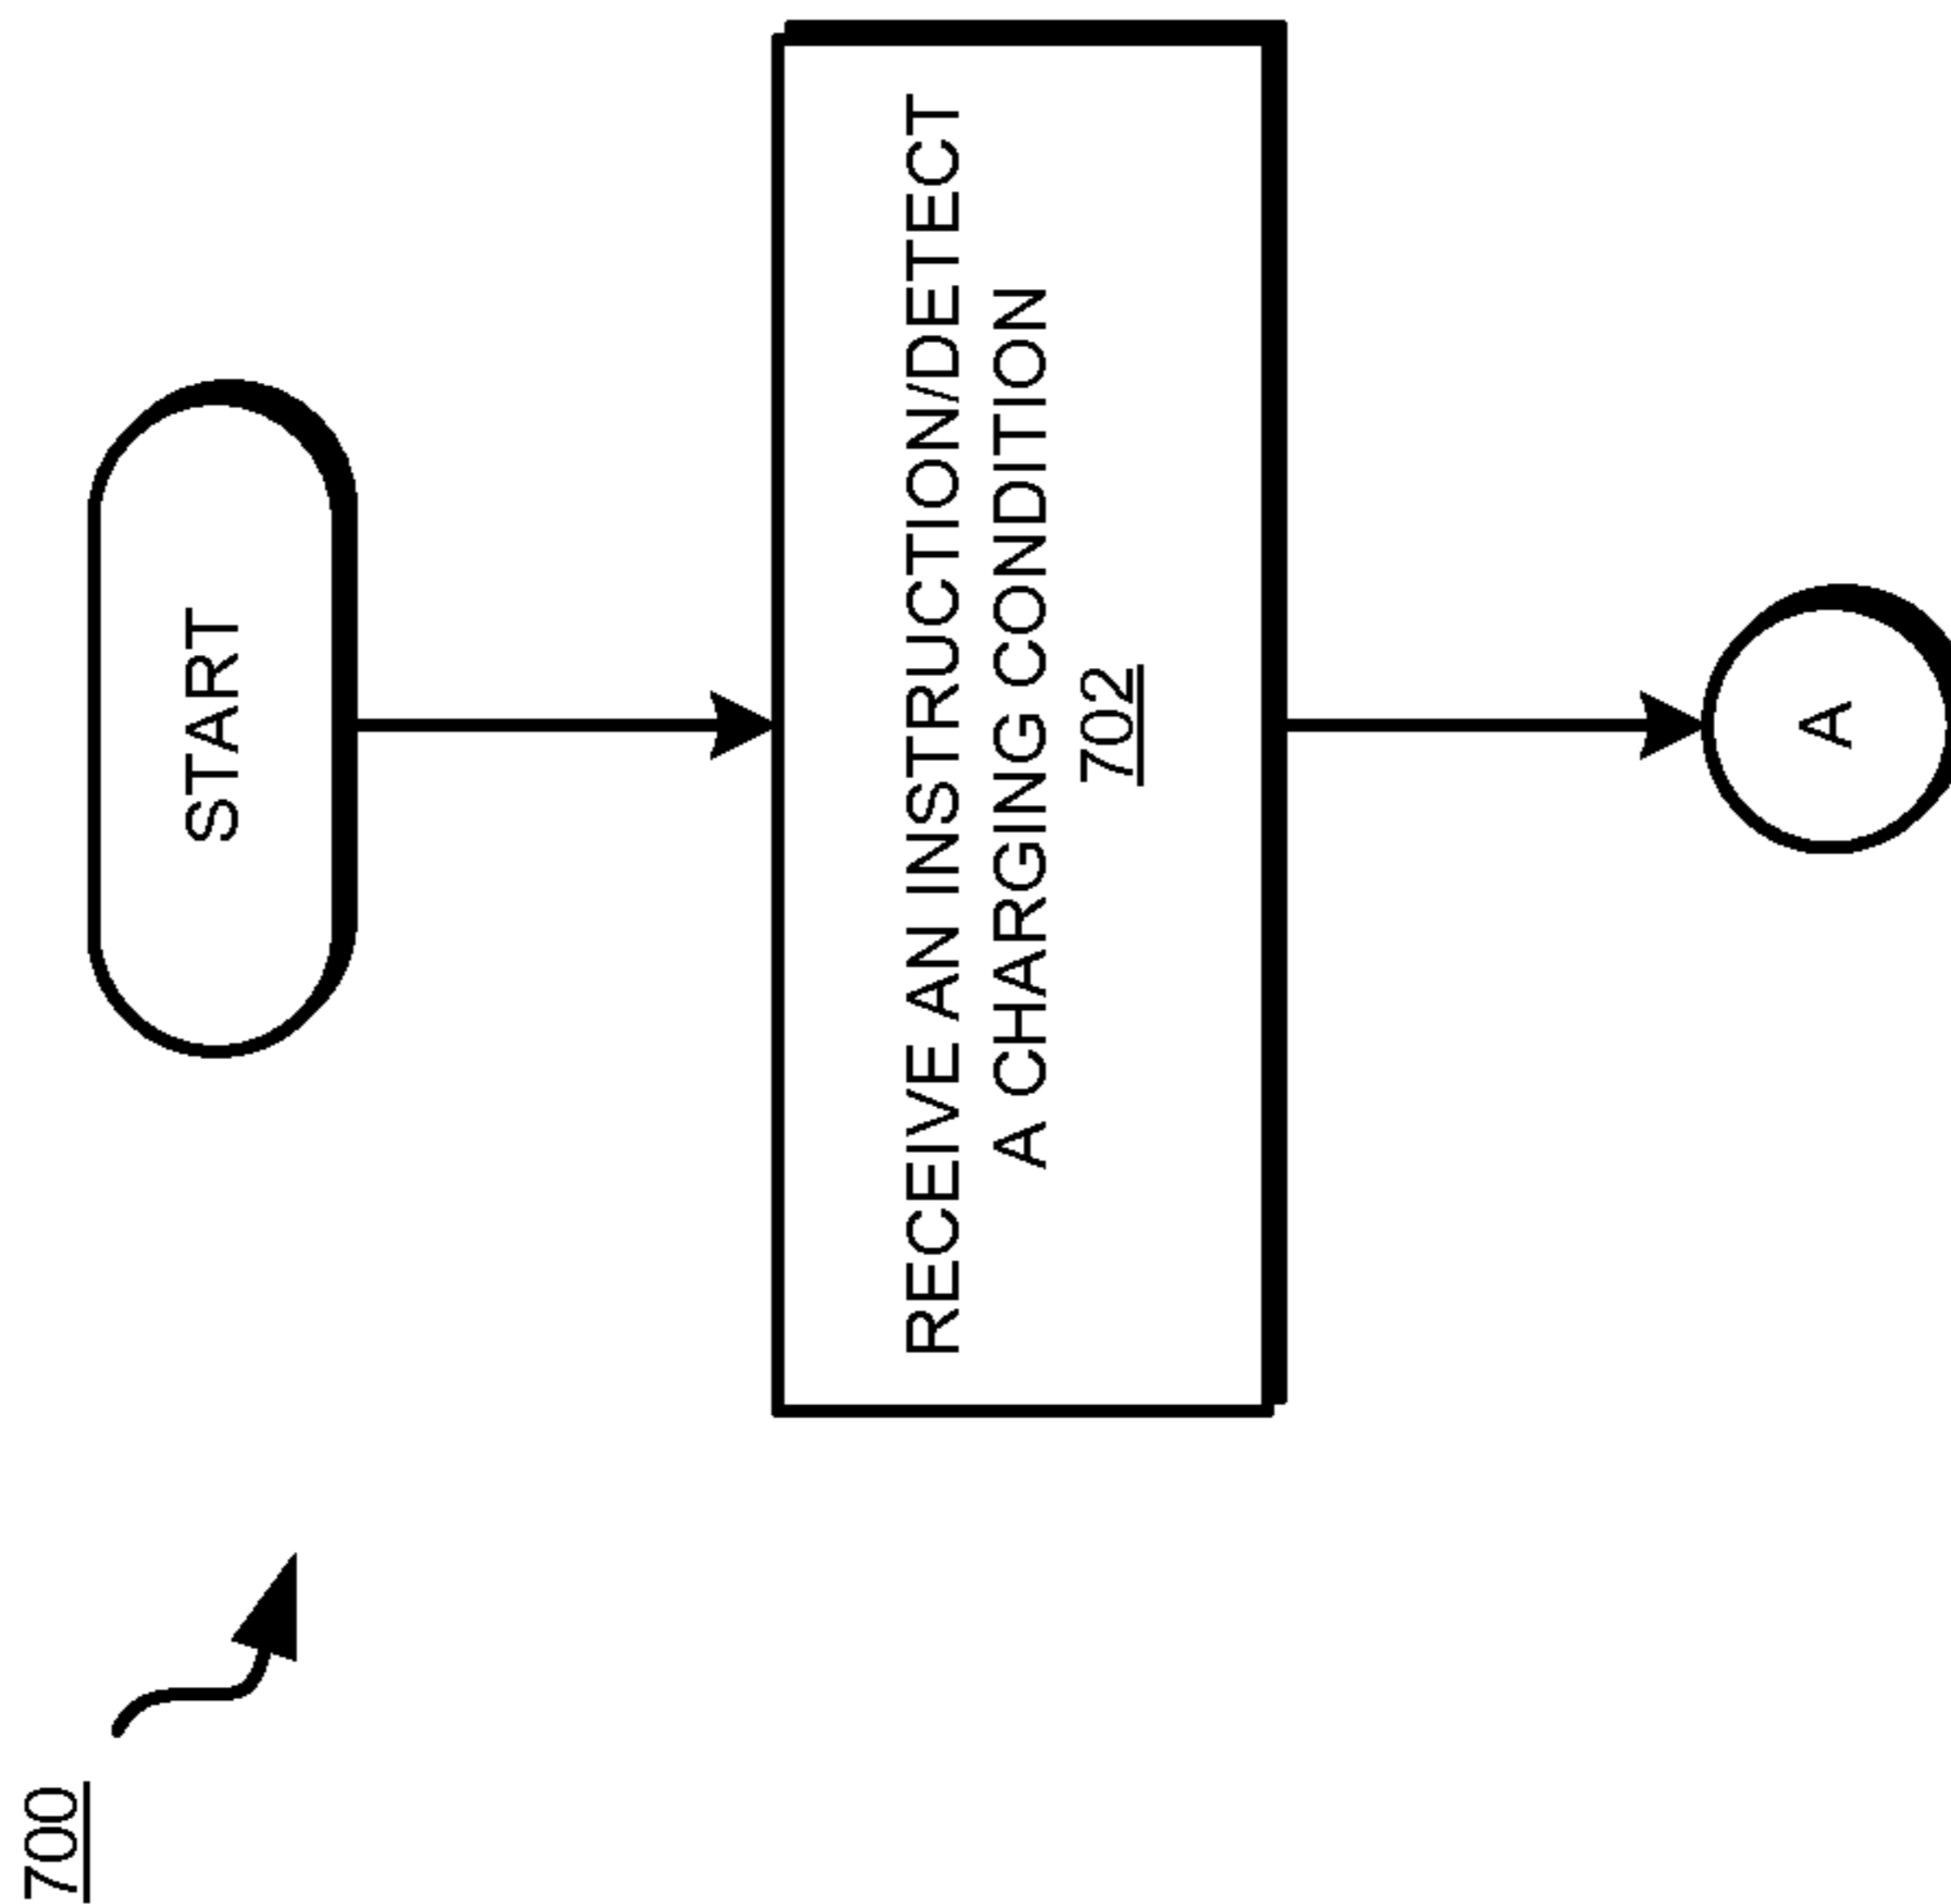 700
START
RECEIVE AN INSTRUCTION/DETECT
A CHARGING CONDITION
702
A